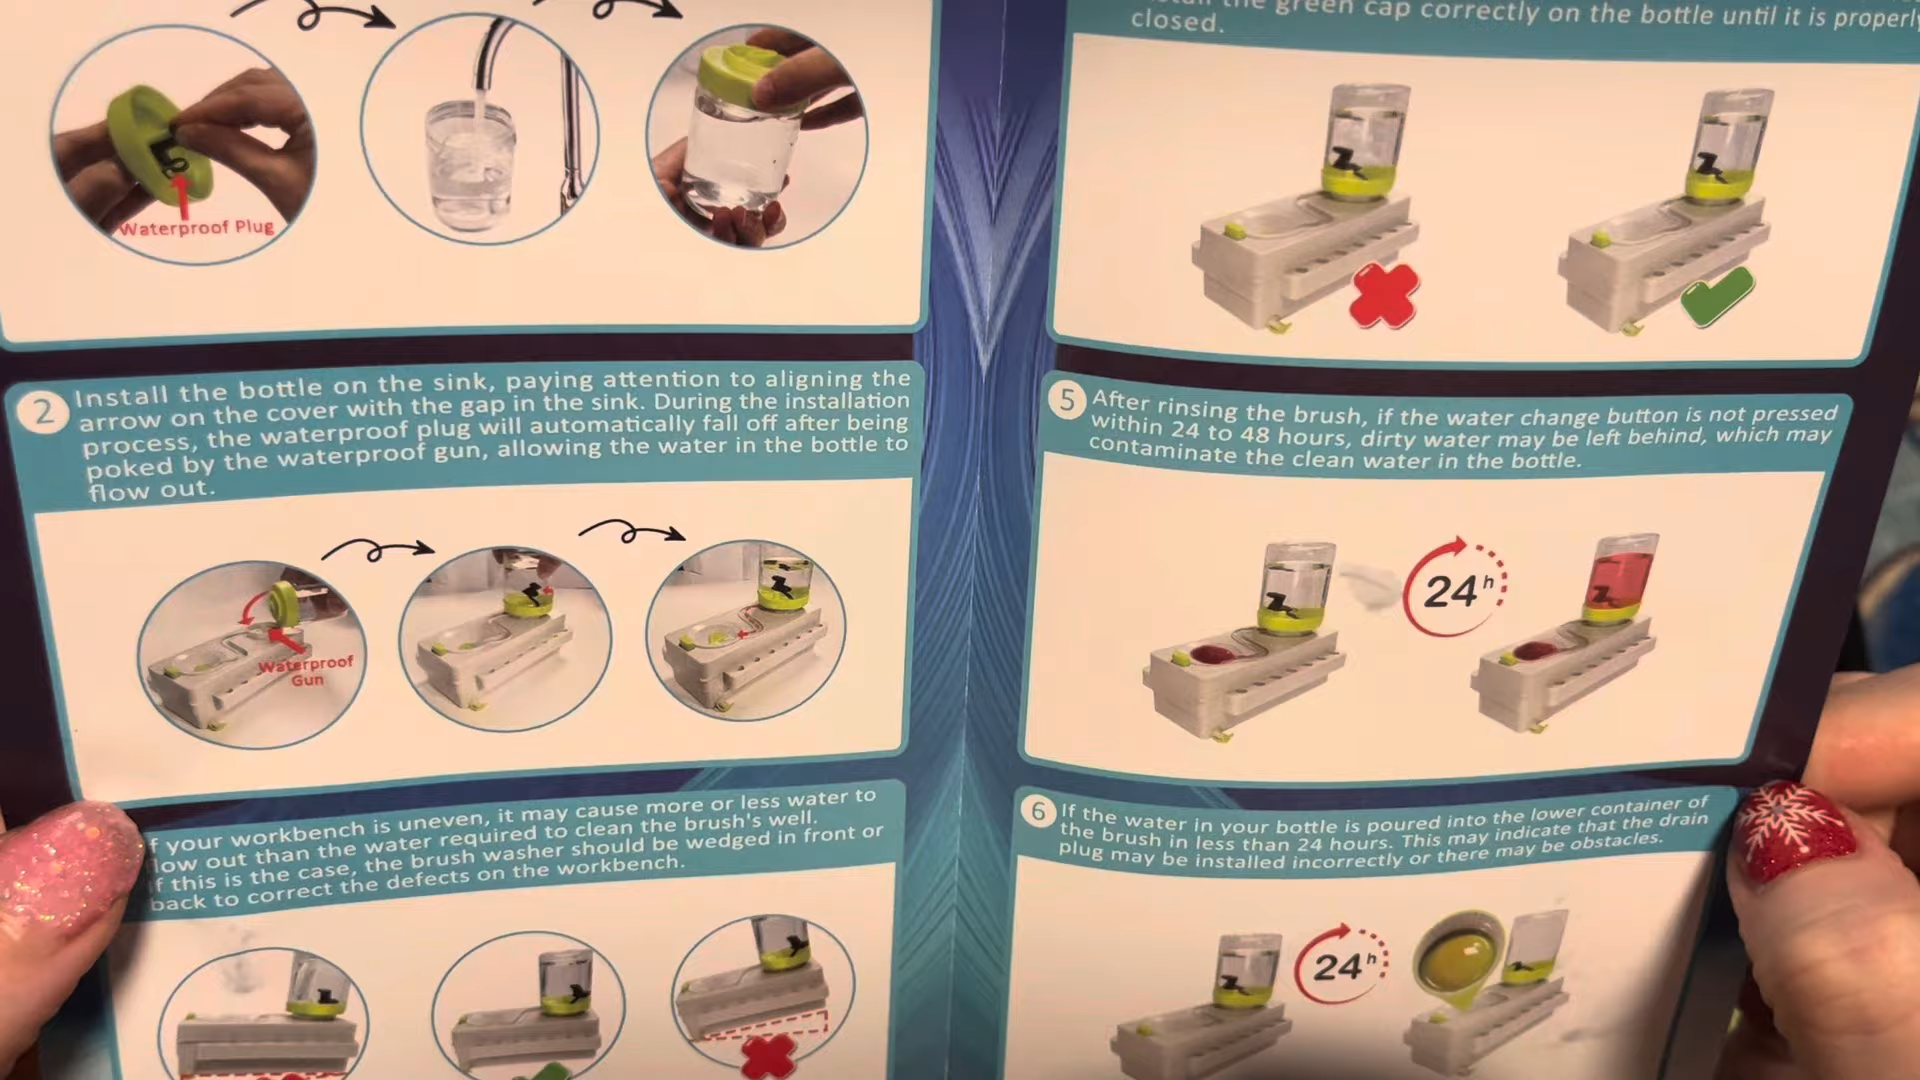 Waterproof Plug
2
Install the bottle on the sink, paying attention to aligning the
arrow on the cover with the gap in the sink. During the installation
process, the waterproof plug will automatically fall off after being
poked by the waterproof gun, allowing the water in the bottle to
flow out.
Waterproof
Gun
f your workbench is uneven, it may cause more or less water to
low out than the water required to clean the brush's well.
f this is the case, the brush washer should be wedged in front or
back to correct the defects on the workbench.
the green cap correctly on the bottle until it is properly
closed.
5
After rinsing the brush, if the water change button is not pressed
within 24 to 48 hours, dirty water may be left behind, which may
contaminate the clean water in the bottle.
24h
6
If the water in your bottle is poured into the lower container of
the brush in less than 24 hours. This may indicate that the drain
plug may be installed incorrectly or there may be obstacles.
24h